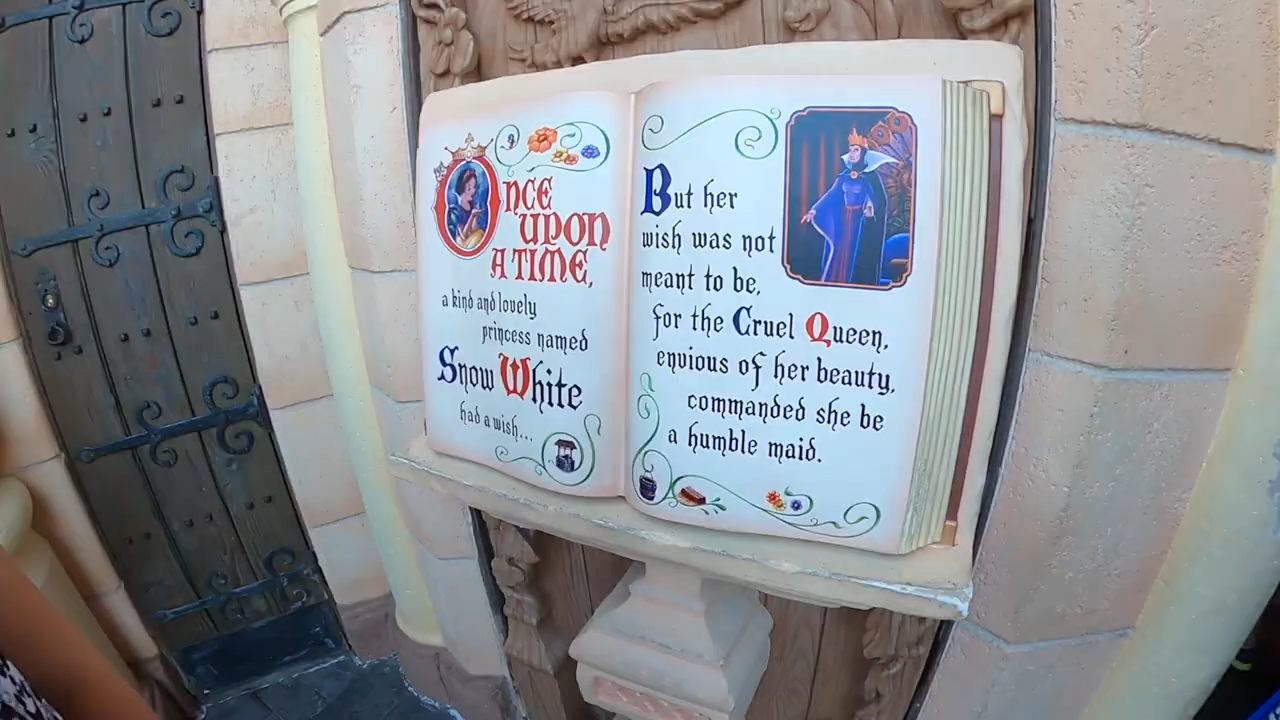 Once
upon
a time,
a kind and lovely
princess named
Snow White
had a wish...
But her
wish was not
meant to be,
for the Cruel Queen,
envious of her beauty,
commanded she be
a humble maid.